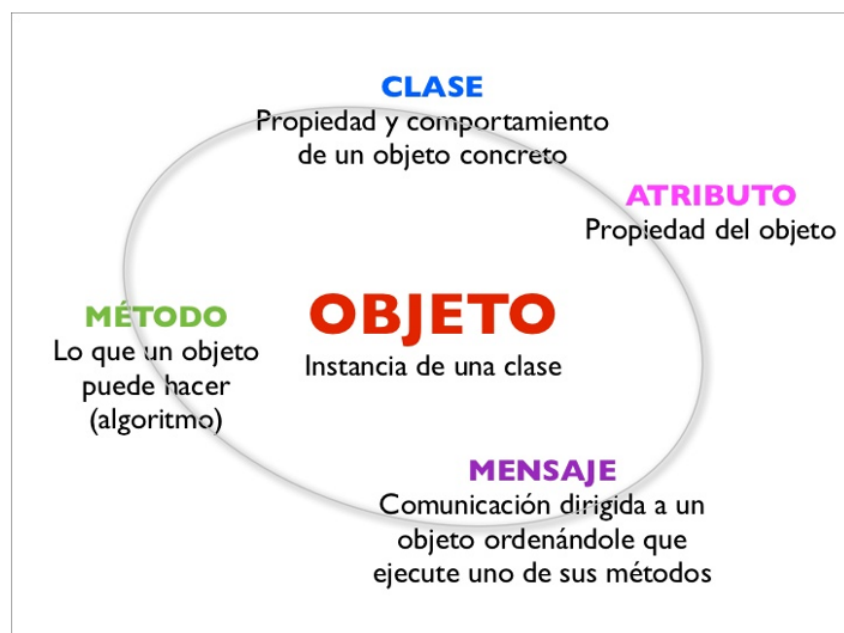 CLASE
Propiedad y comportamiento
de un objeto concreto
ATRIBUTO
Propiedad del objeto
OBJETO
Instancia de una clase
MÉTODO
Lo que un objeto
puede hacer
(algoritmo)
MENSAJE
Comunicación dirigida a un
objeto ordenándole que
ejecute uno de sus métodos